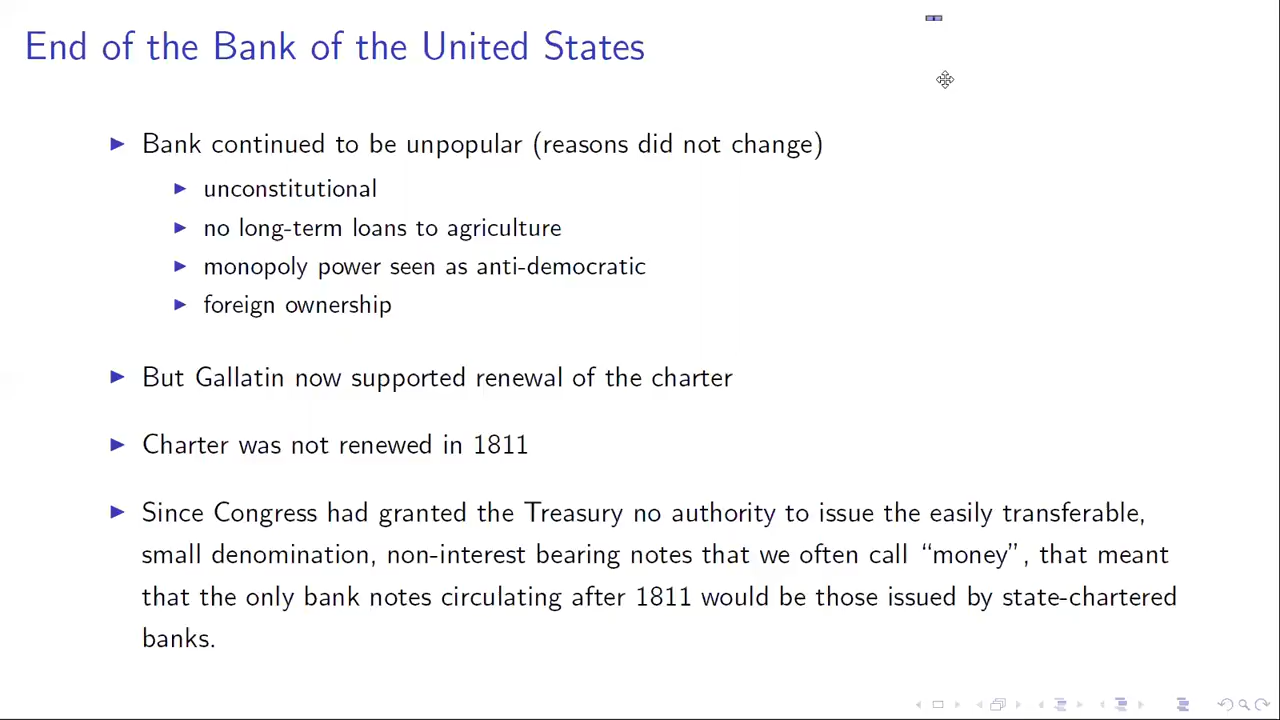 End of the Bank of the United States
Bank continued to be unpopular (reasons did not change)
unconstitutional
no long-term loans to agriculture
monopoly power seen as anti-democratic
foreign ownership
But Gallatin now supported renewal of the charter
Charter was not renewed in 1811
Since Congress had granted the Treasury no authority to issue the easily transferable,
small denomination, non-interest bearing notes that we often call “money”, that meant
that the only bank notes circulating after 1811 would be those issued by state-chartered
banks.